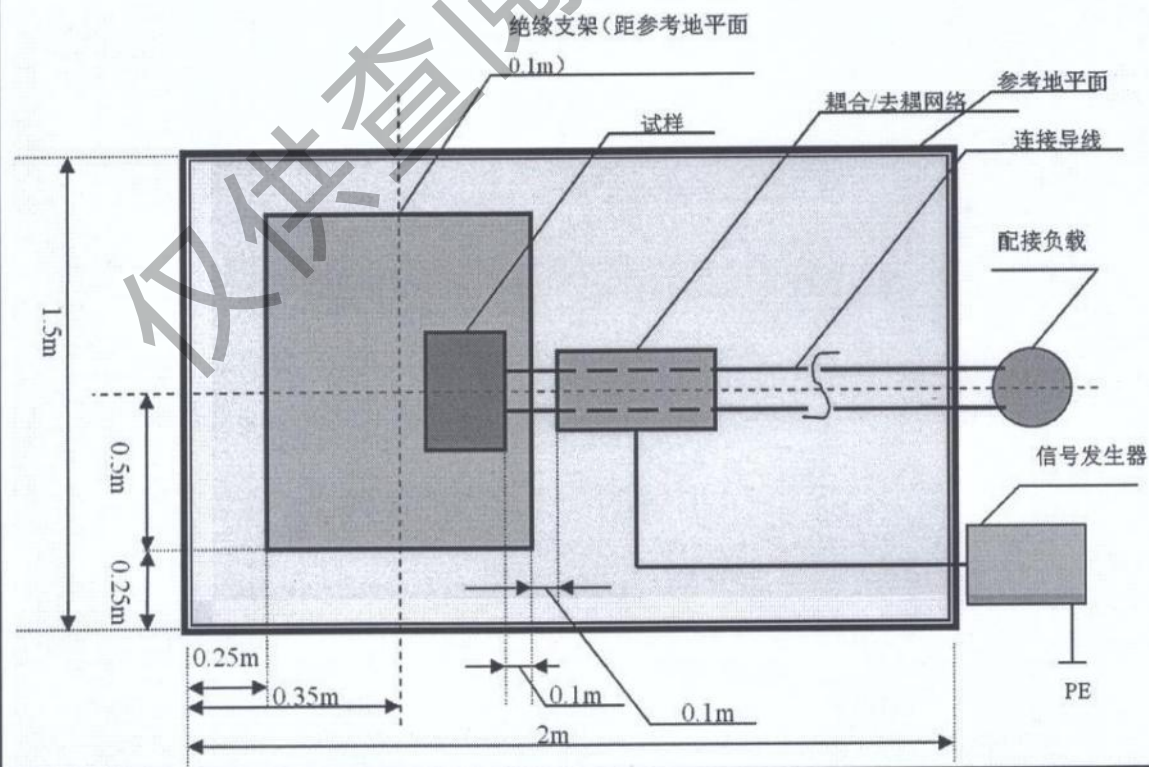 绝缘支架（距参考地平面
0.1m）
参考地平面
耦合/去耦网络
试样
连接导线
配接负载
1.5m
0.5m
信号发生器
0.25m
0.25m
0.35m
0.1m
0.1m
PE
2m
仅供查阅